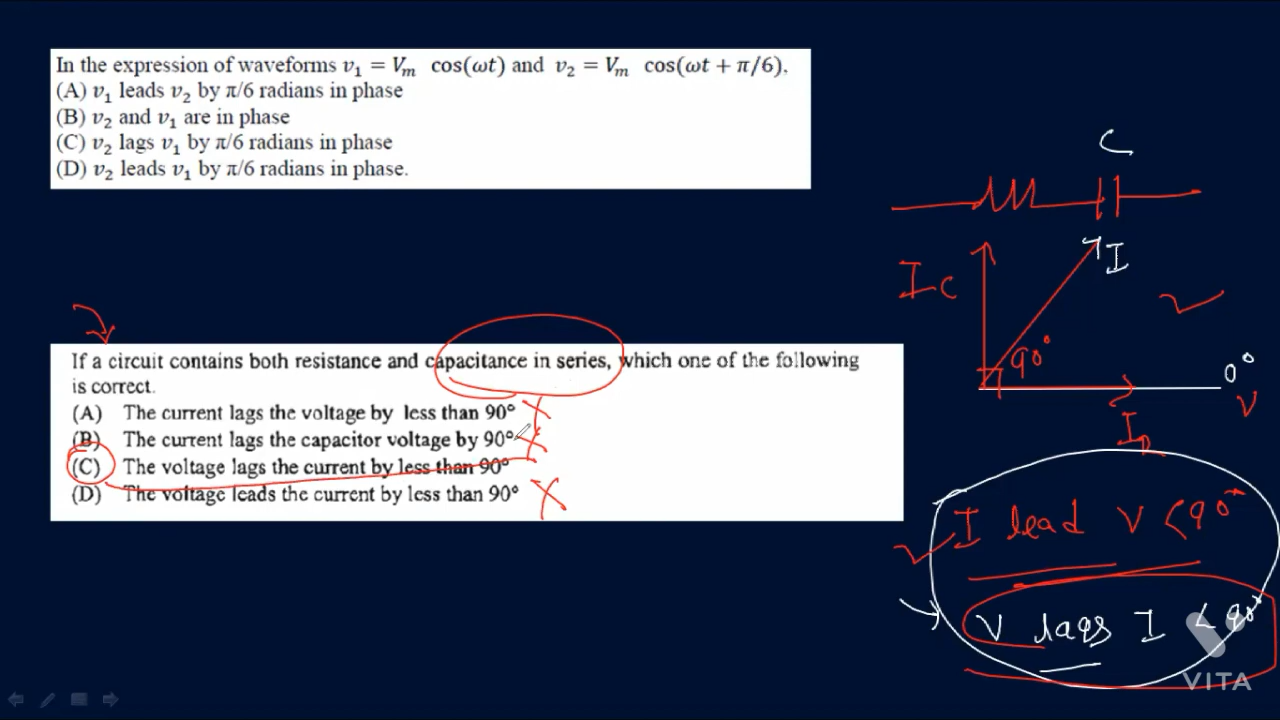 In the expression of waveforms v₁ = Vₘ cos(ωt) and v₂ = Vₘ cos(ωt + π/6),
(A) v₁ leads v₂ by π/6 radians in phase
(B) v₂ and v₁ are in phase
(C) v₂ lags v₁ by π/6 radians in phase
(D) v₂ leads v₁ by π/6 radians in phase.
C
I
Ic
90°
0°
V
If a circuit contains both resistance and capacitance in series, which one of the following
is correct.
(A) The current lags the voltage by less than 90°
(B) The current lags the capacitor voltage by 90°
(C) The voltage lags the current by less than 90°
(D) The voltage leads the current by less than 90°
I lead V <90°
V lags I <90°
VITA